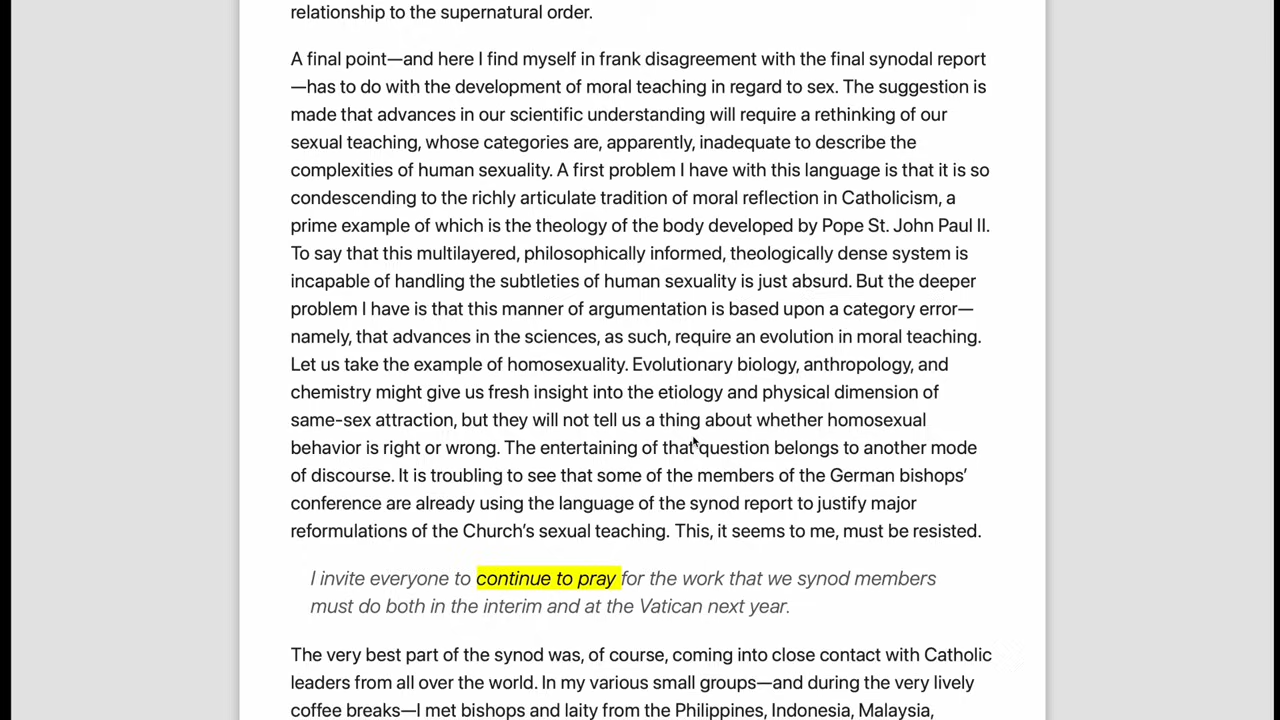 relationship to the supernatural order.
A final point—and here I find myself in frank disagreement with the final synodal report
—has to do with the development of moral teaching in regard to sex. The suggestion is
made that advances in our scientific understanding will require a rethinking of our
sexual teaching, whose categories are, apparently, inadequate to describe the
complexities of human sexuality. A first problem I have with this language is that it is so
condescending to the richly articulate tradition of moral reflection in Catholicism, a
prime example of which is the theology of the body developed by Pope St. John Paul II.
To say that this multilayered, philosophically informed, theologically dense system is
incapable of handling the subtleties of human sexuality is just absurd. But the deeper
problem I have is that this manner of argumentation is based upon a category error—
namely, that advances in the sciences, as such, require an evolution in moral teaching.
Let us take the example of homosexuality. Evolutionary biology, anthropology, and
chemistry might give us fresh insight into the etiology and physical dimension of
same-sex attraction, but they will not tell us a thing about whether homosexual
behavior is right or wrong. The entertaining of that question belongs to another mode
of discourse. It is troubling to see that some of the members of the German bishops’
conference are already using the language of the synod report to justify major
reformulations of the Church’s sexual teaching. This, it seems to me, must be resisted.
I invite everyone to continue to pray for the work that we synod members
must do both in the interim and at the Vatican next year.
The very best part of the synod was, of course, coming into close contact with Catholic
leaders from all over the world. In my various small groups—and during the very lively
coffee breaks—I met bishops and laity from the Philippines, Indonesia, Malaysia,